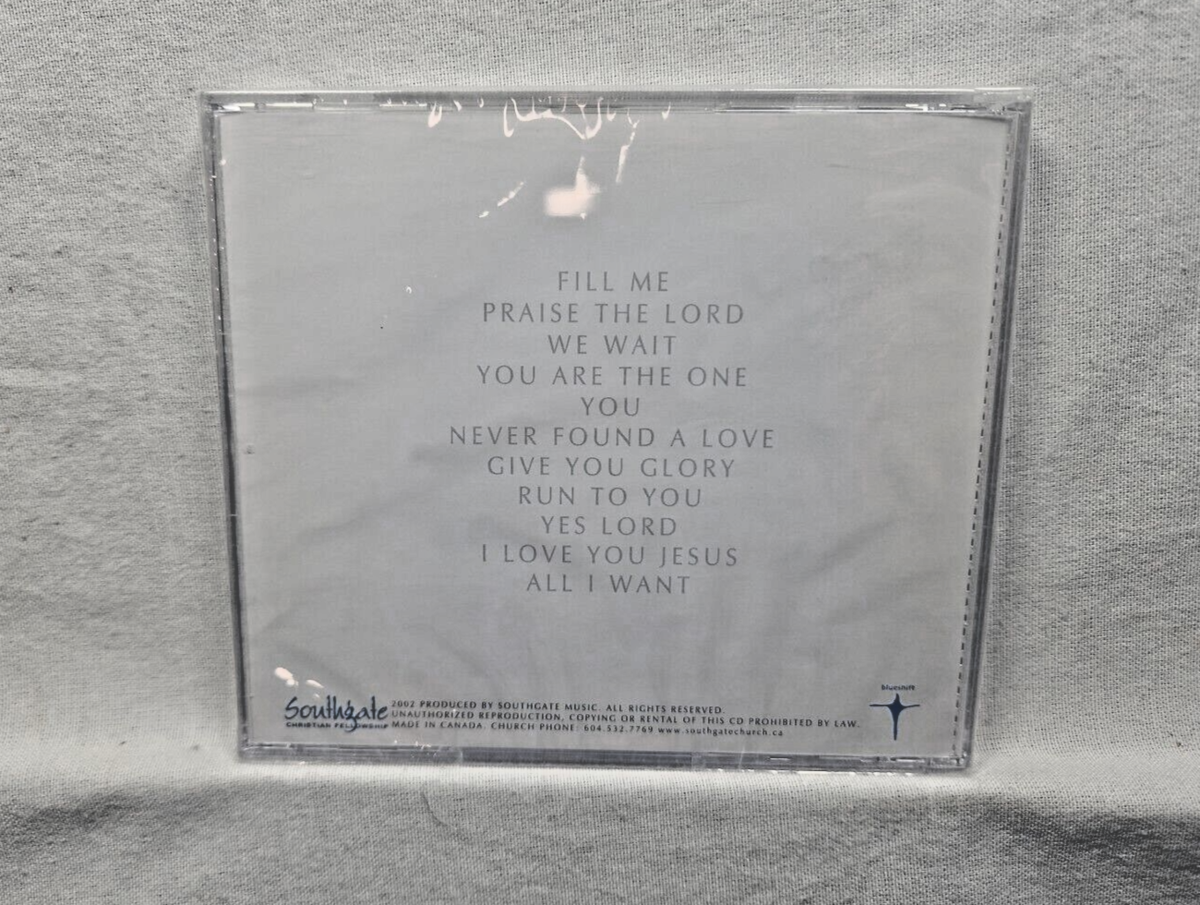 FILL ME
PRAISE THE LORD
WE WAIT
YOU ARE THE ONE
YOU
NEVER FOUND A LOVE
GIVE YOU GLORY
RUN TO YOU
YES LORD
I LOVE YOU JESUS
ALL I WANT
blueshift
Southgate
CHRISTIAN FELLOWSHIP
2002 PRODUCED BY SOUTHGATE MUSIC. ALL RIGHTS RESERVED.
UNAUTHORIZED REPRODUCTION, COPYING OR RENTAL OF THIS CD PROHIBITED BY LAW.
MADE IN CANADA. CHURCH PHONE: 604.532.7769 www.southgatechurch.ca